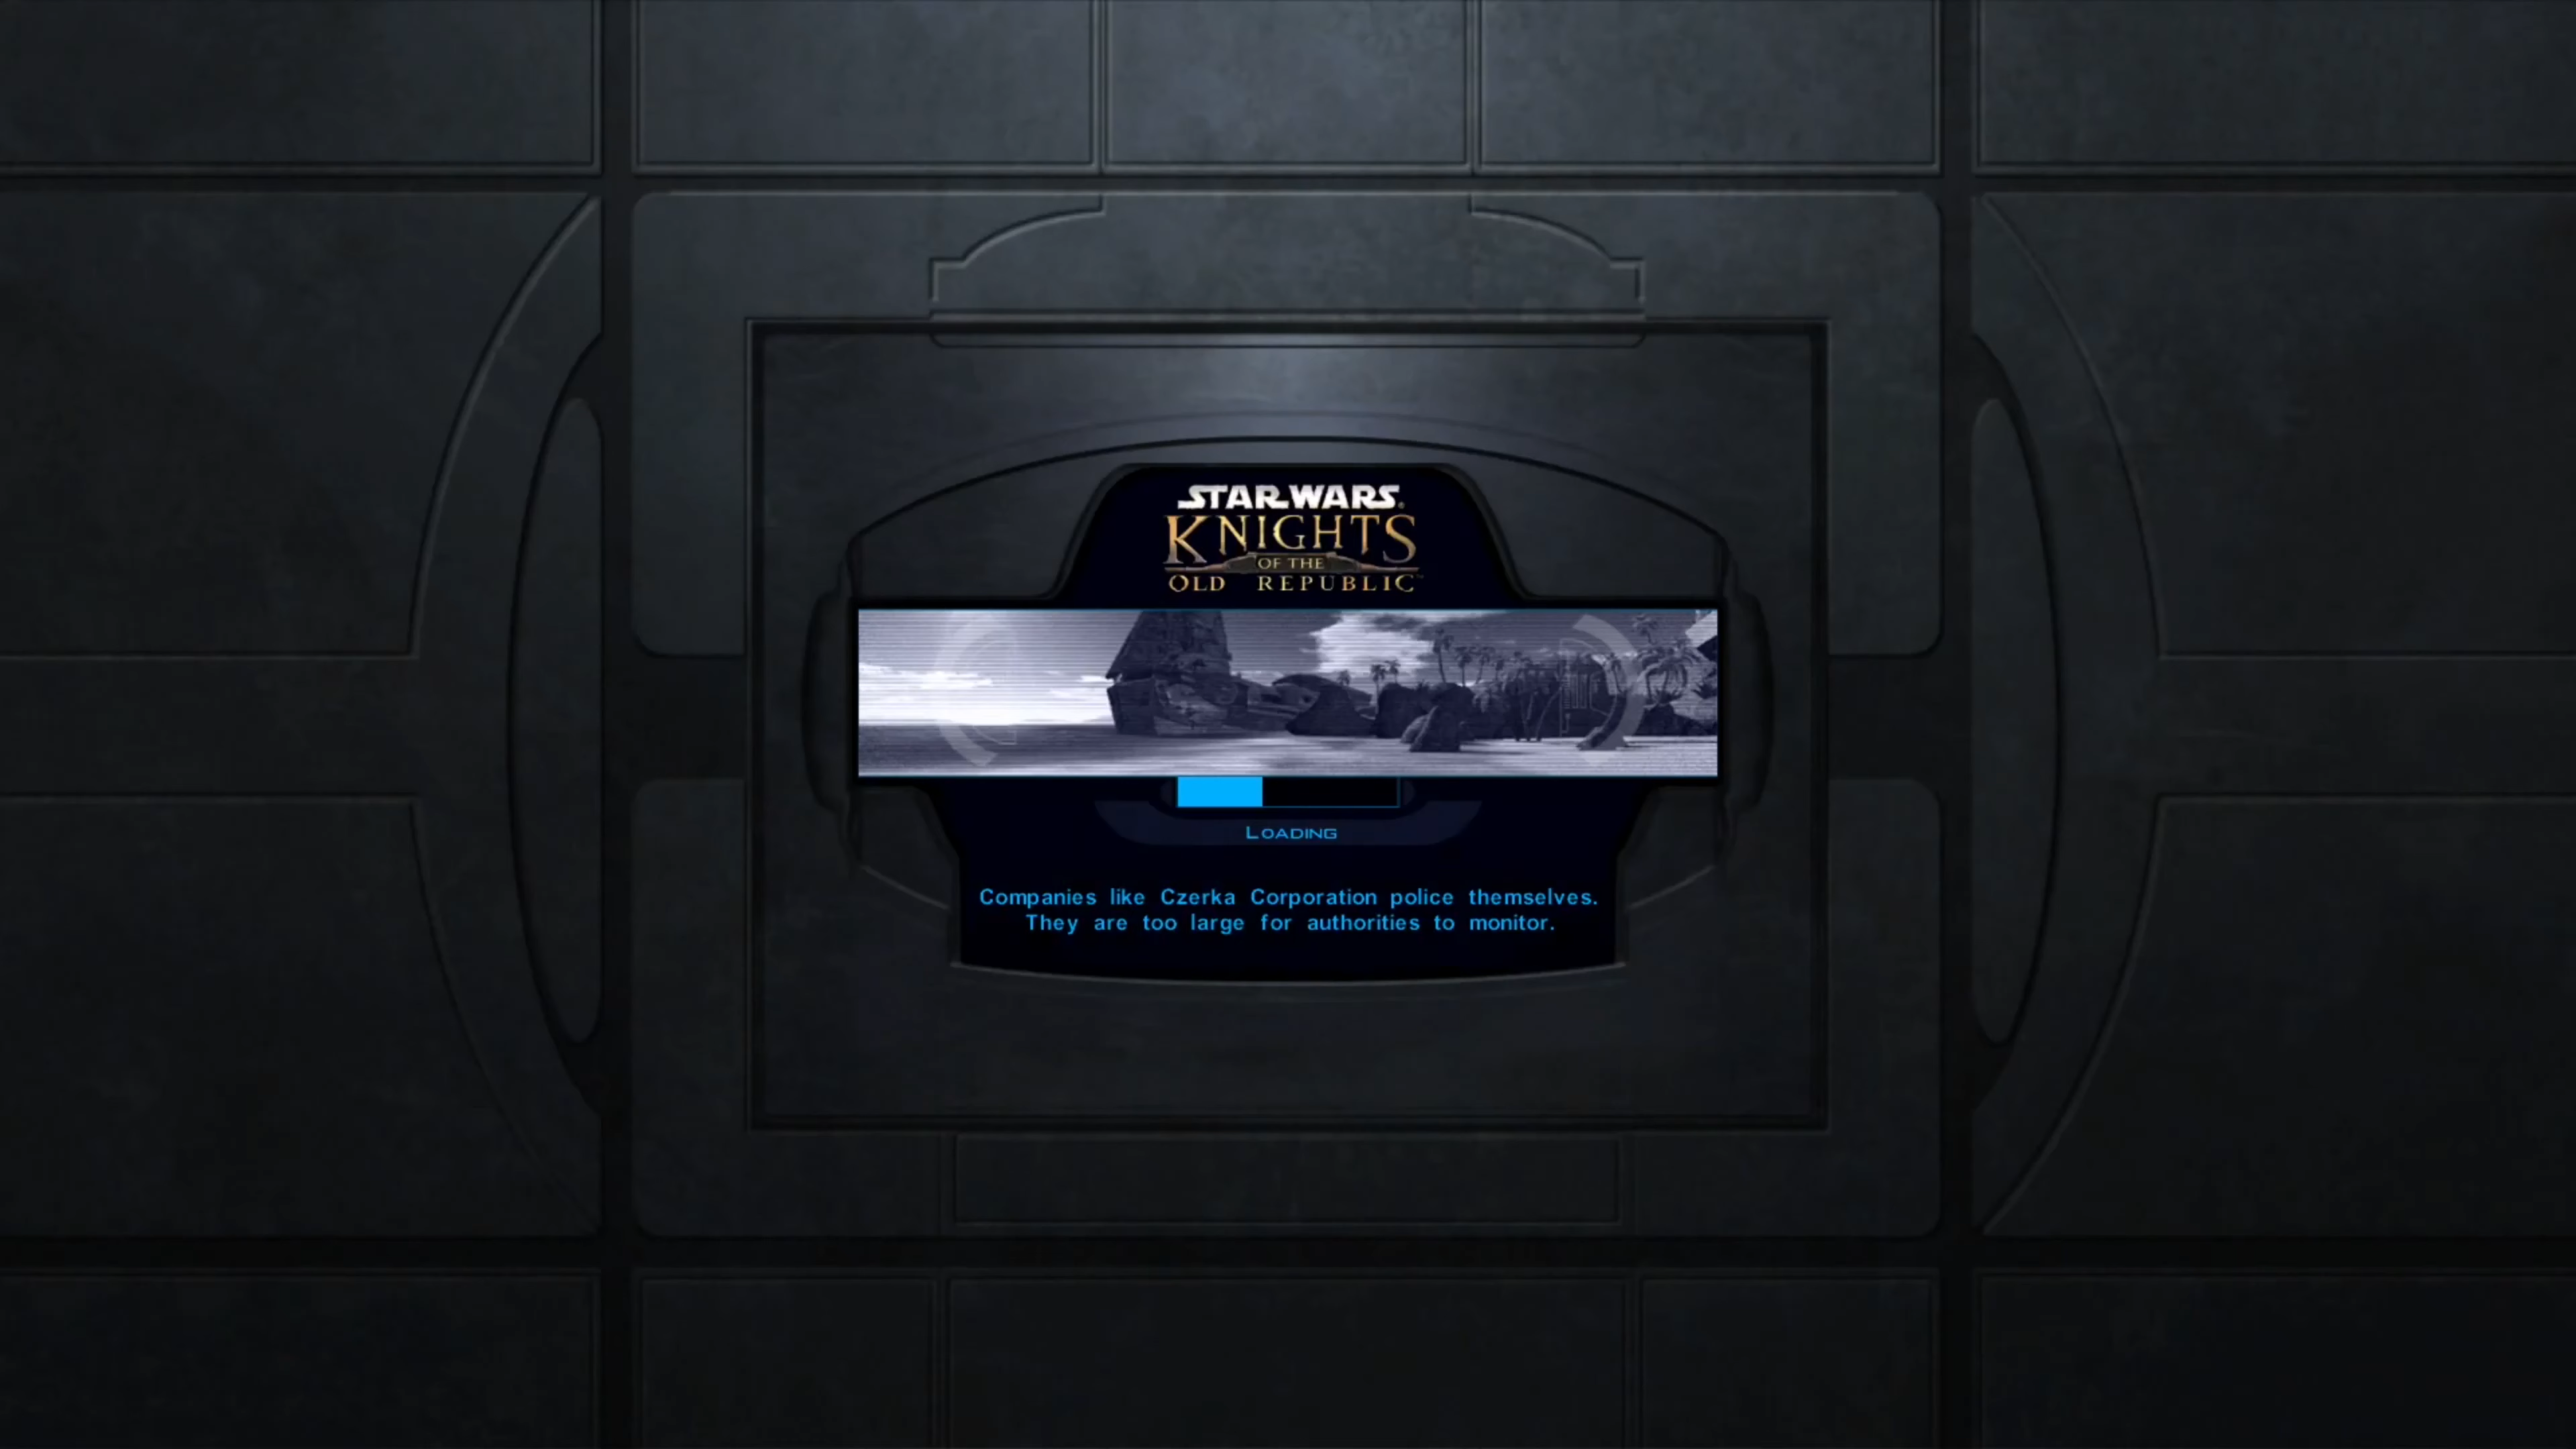 STAR WARS
KNIGHTS
OF THE
OLD REPUBLIC™
LOADING
Companies like Czerka Corporation police themselves.
They are too large for authorities to monitor.